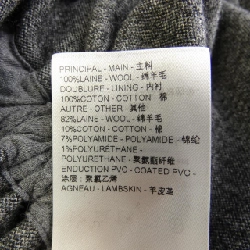 PRINCIPAL - MAIN - 主料
100%LAINE - WOOL - 绵羊毛
DOUBLURE - LINING - 内衬
100%COTON - COTTON 棉
AUTRE - OTHER 其他
82%LAINE - WOOL - 绵羊毛
10%COTON - COTTON - 棉
7%POLYAMIDE - POLYAMIDE - 锦纶
1%POLYURETHANE -
POLYURETHANE - 聚氨酯纤维
ENDUCTION PVC - COATED PVC -
涂层：聚氯乙烯
AGNEAU - LAMBSKIN - 羊皮革